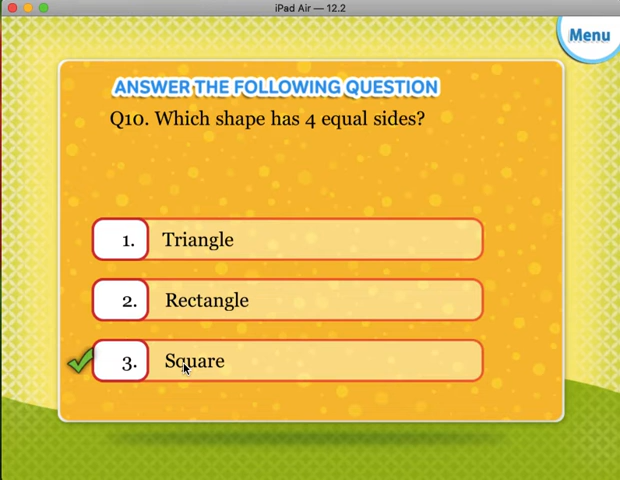 iPad Air — 12.2
Menu
ANSWER THE FOLLOWING QUESTION
Q10. Which shape has 4 equal sides?
1. Triangle
2. Rectangle
3. Square